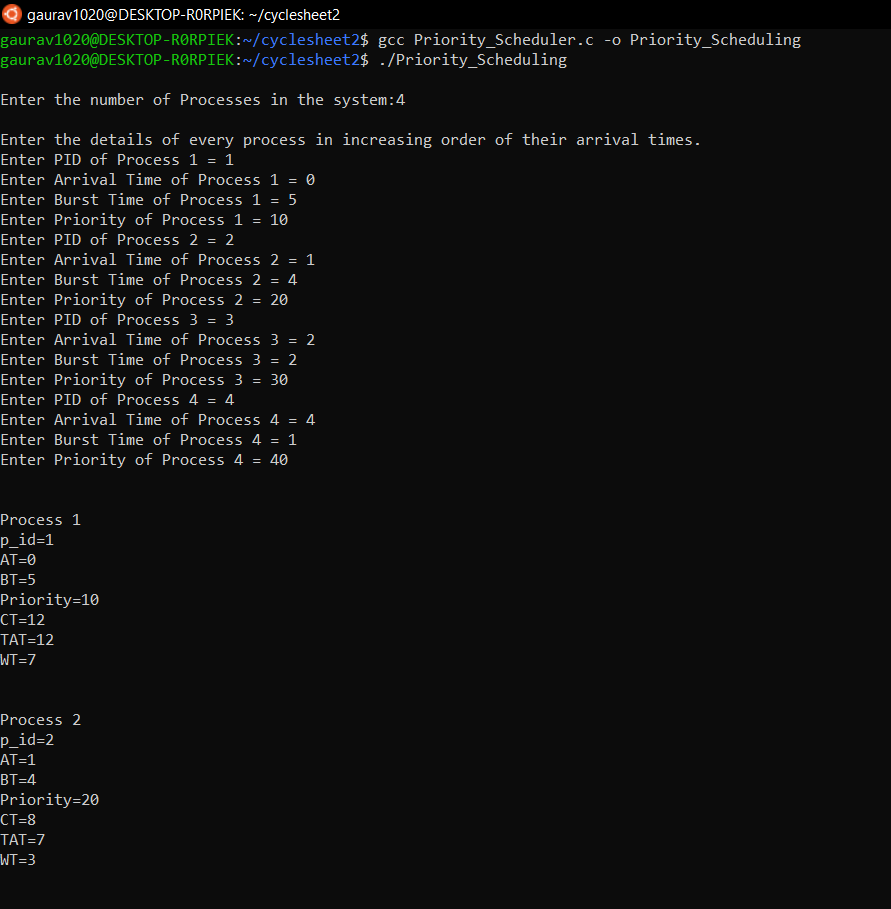 gaurav1020@DESKTOP-R0RPIEK: ~/cyclesheet2
gaurav1020@DESKTOP-R0RPIEK:~/cyclesheet2$ gcc Priority_Scheduler.c -o Priority_Scheduling
gaurav1020@DESKTOP-R0RPIEK:~/cyclesheet2$ ./Priority_Scheduling
Enter the number of Processes in the system:4
Enter the details of every process in increasing order of their arrival times.
Enter PID of Process 1 = 1
Enter Arrival Time of Process 1 = 0
Enter Burst Time of Process 1 = 5
Enter Priority of Process 1 = 10
Enter PID of Process 2 = 2
Enter Arrival Time of Process 2 = 1
Enter Burst Time of Process 2 = 4
Enter Priority of Process 2 = 20
Enter PID of Process 3 = 3
Enter Arrival Time of Process 3 = 2
Enter Burst Time of Process 3 = 2
Enter Priority of Process 3 = 30
Enter PID of Process 4 = 4
Enter Arrival Time of Process 4 = 4
Enter Burst Time of Process 4 = 1
Enter Priority of Process 4 = 40
Process 1
p_id=1
AT=0
BT=5
Priority=10
CT=12
TAT=12
WT=7
Process 2
p_id=2
AT=1
BT=4
Priority=20
CT=8
TAT=7
WT=3